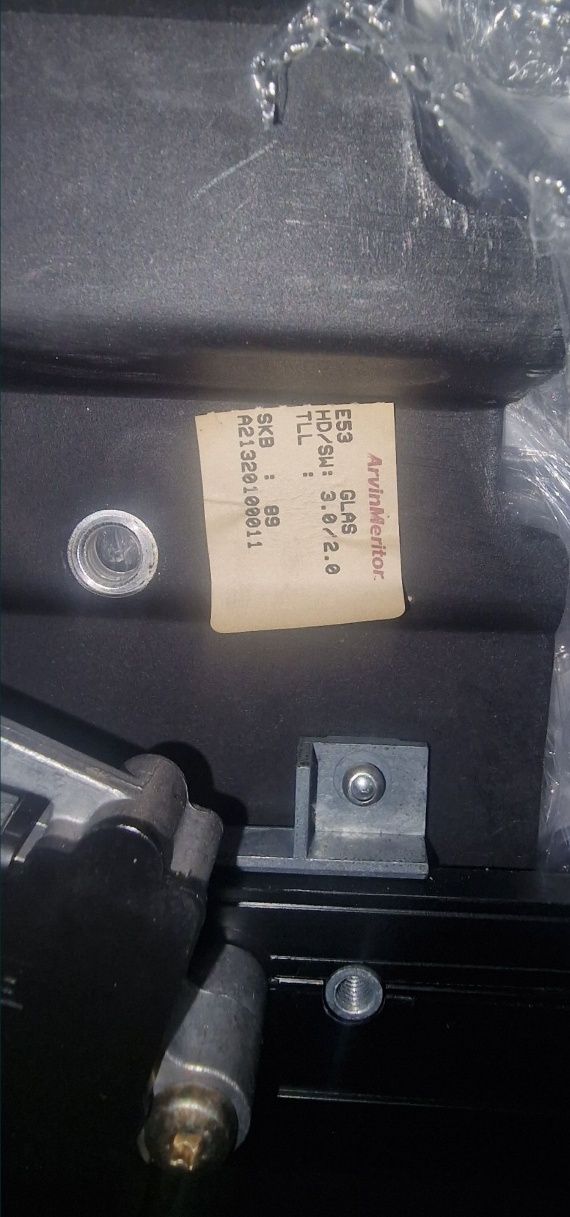 ArvinMeritor.
E53 GLAS
HD/SW: 3.0/2.0
TLL :
SKB : 89
A21320100011